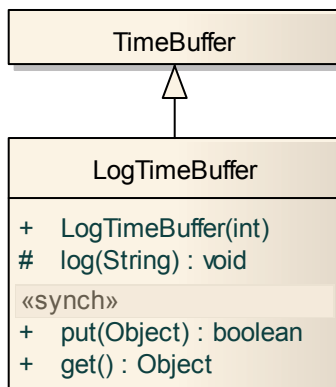 TimeBuffer
LogTimeBuffer
+ LogTimeBuffer(int)
# log(String) : void
«synch»
+ put(Object) : boolean
+ get() : Object